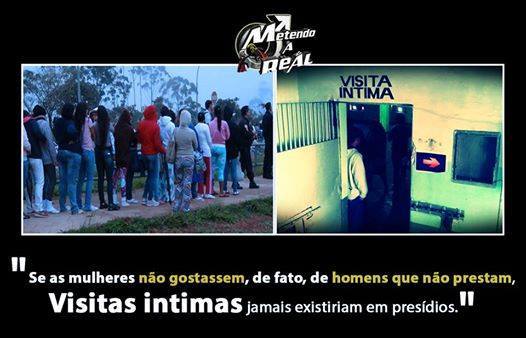 Metendo
A
REÁL
VISITA
INTIMA
"Se as mulheres não gostassem, de fato, de homens que não prestam,
Visitas intimas jamais existiriam em presídios."